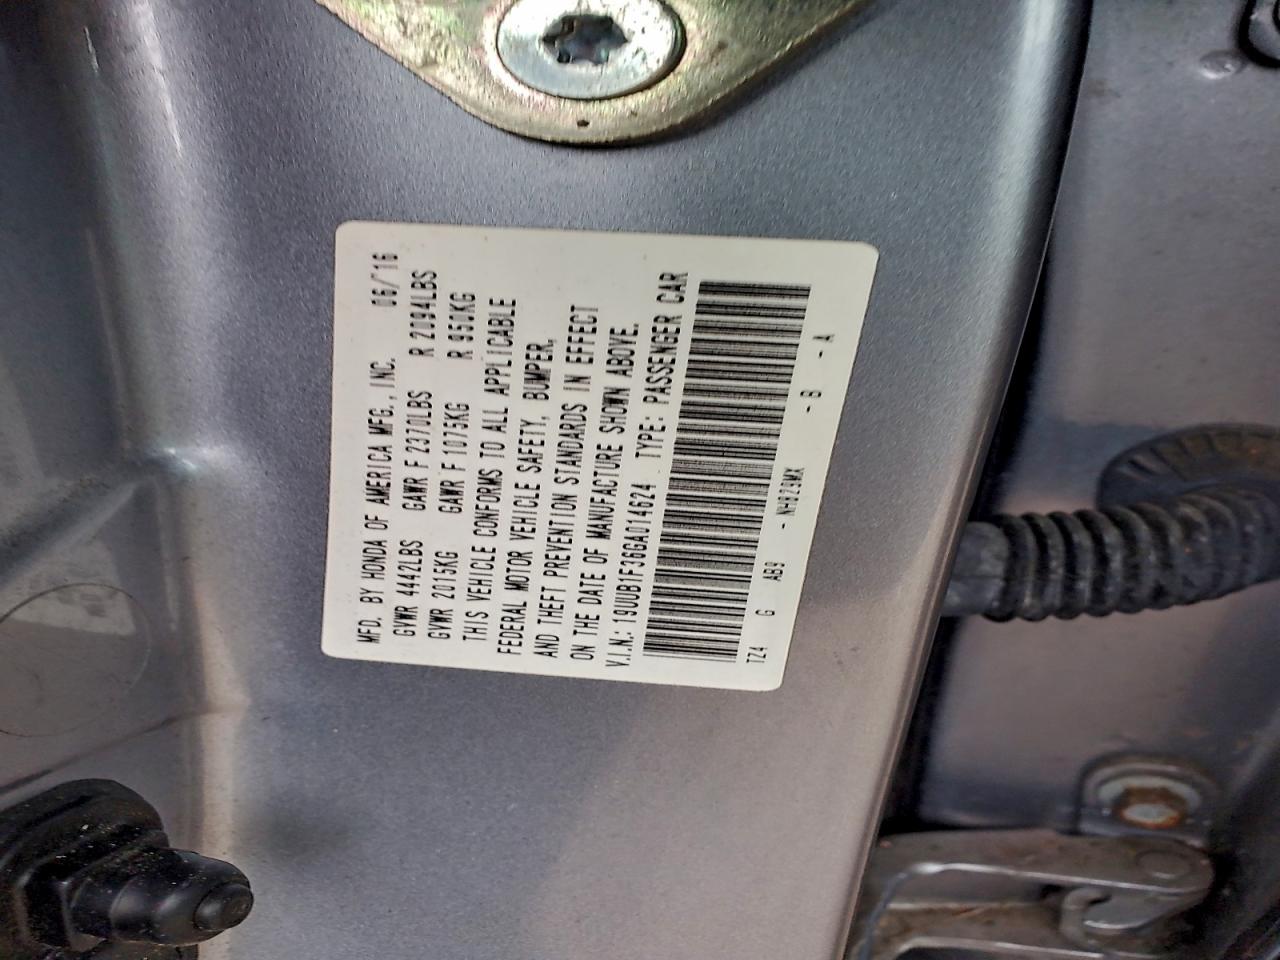 MFD. BY HONDA OF AMERICA MFG., INC. 06/16
GVWR 4442LBS GAWR F 2370LBS R 2094LBS
GVWR 2015KG GAWR F 1075KG R 950KG
THIS VEHICLE CONFORMS TO ALL APPLICABLE
FEDERAL MOTOR VEHICLE SAFETY, BUMPER,
AND THEFT PREVENTION STANDARDS IN EFFECT
ON THE DATE OF MANUFACTURE SHOWN ABOVE.
V.I.N.: 19UUB1F36GA014624 TYPE: PASSENGER CAR
TZ4 G AB9 - NH829MX - B - A